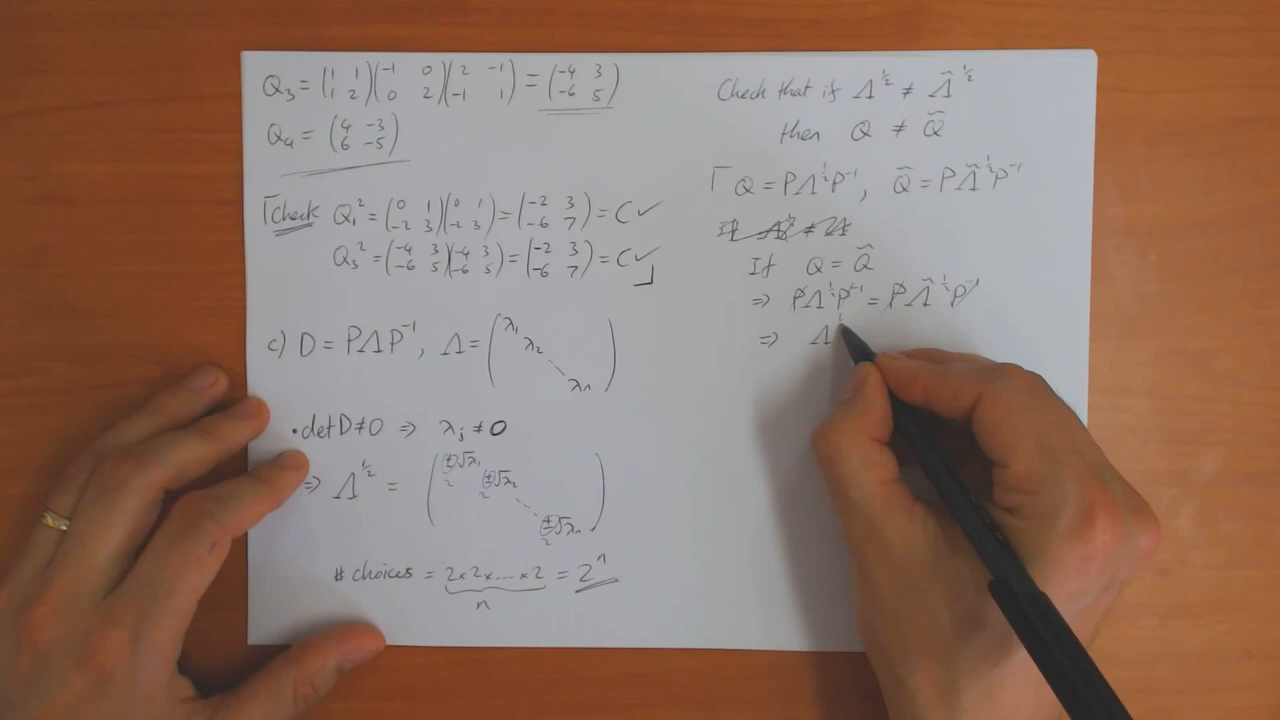 Q₃ = (1 1; 1 2)(-1 0; 0 2)(2 -1; -1 1) = (-4 3; -6 5)
Q₄ = (4 -3; 6 -5)
⌈Check Q₁² = (0 1; -2 3)(0 1; -2 3) = (-2 3; -6 7) = C✓
Q₃² = (-4 3; -6 5)(-4 3; -6 5) = (-2 3; -6 7) = C✓⌋
c) D = PΛP⁻¹, Λ = (λ₁ λ₂ ⋱ λₙ)
• det D ≠ 0 ⇒ λⱼ ≠ 0
⇒ Λ^½ = (±√λ₁ ±√λ₂ ⋱ ±√λₙ)
2 2 2
# choices = 2×2×....×2 = 2ⁿ
n
Check that if Λ^½ ≠ Λ̃^½
then Q ≠ Q̃
⌈ Q = PΛ^½P⁻¹, Q̃ = PΛ̃^½P⁻¹
If Q = Q̃
⇒ PΛ^½P⁻¹ = PΛ̃^½P⁻¹
⇒ Λ